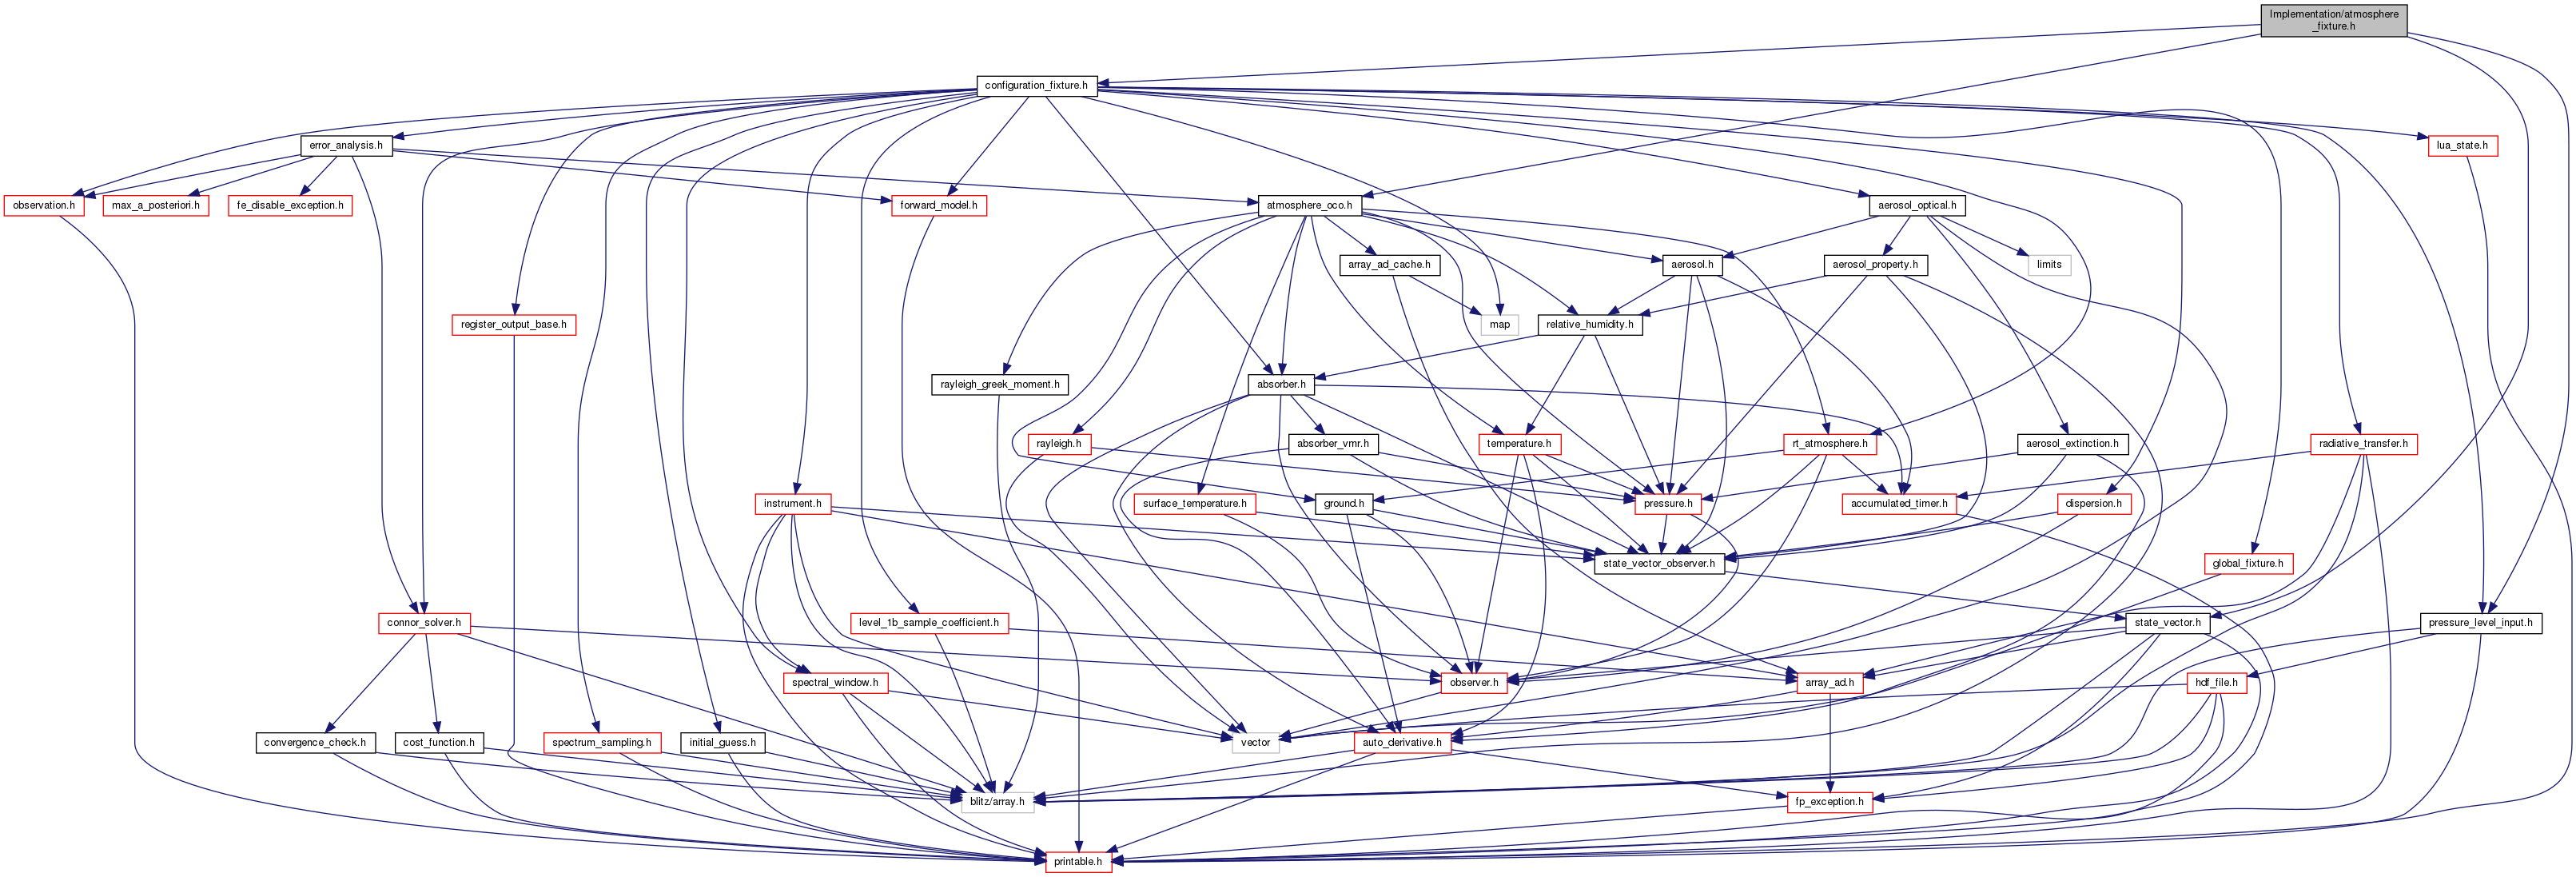 Implementation/atmosphere
_fixture.h
configuration_fixture.h
error_analysis.h
lua_state.h
observation.h
max_a_posteriori.h
fe_disable_exception.h
forward_model.h
atmosphere_oco.h
aerosol_optical.h
array_ad_cache.h
aerosol.h
aerosol_property.h
limits
register_output_base.h
map
relative_humidity.h
rayleigh_greek_moment.h
absorber.h
rayleigh.h
absorber_vmr.h
temperature.h
rt_atmosphere.h
aerosol_extinction.h
radiative_transfer.h
instrument.h
surface_temperature.h
ground.h
pressure.h
accumulated_timer.h
dispersion.h
state_vector_observer.h
global_fixture.h
connor_solver.h
level_1b_sample_coefficient.h
state_vector.h
pressure_level_input.h
spectral_window.h
observer.h
array_ad.h
hdf_file.h
convergence_check.h
cost_function.h
spectrum_sampling.h
initial_guess.h
vector
auto_derivative.h
blitz/array.h
fp_exception.h
printable.h